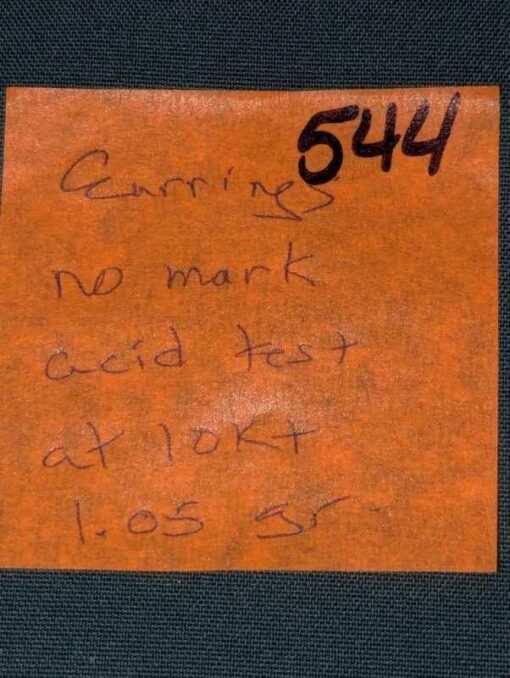 544
Earrings
no mark
acid test
at 10Kt
1.05 gr.